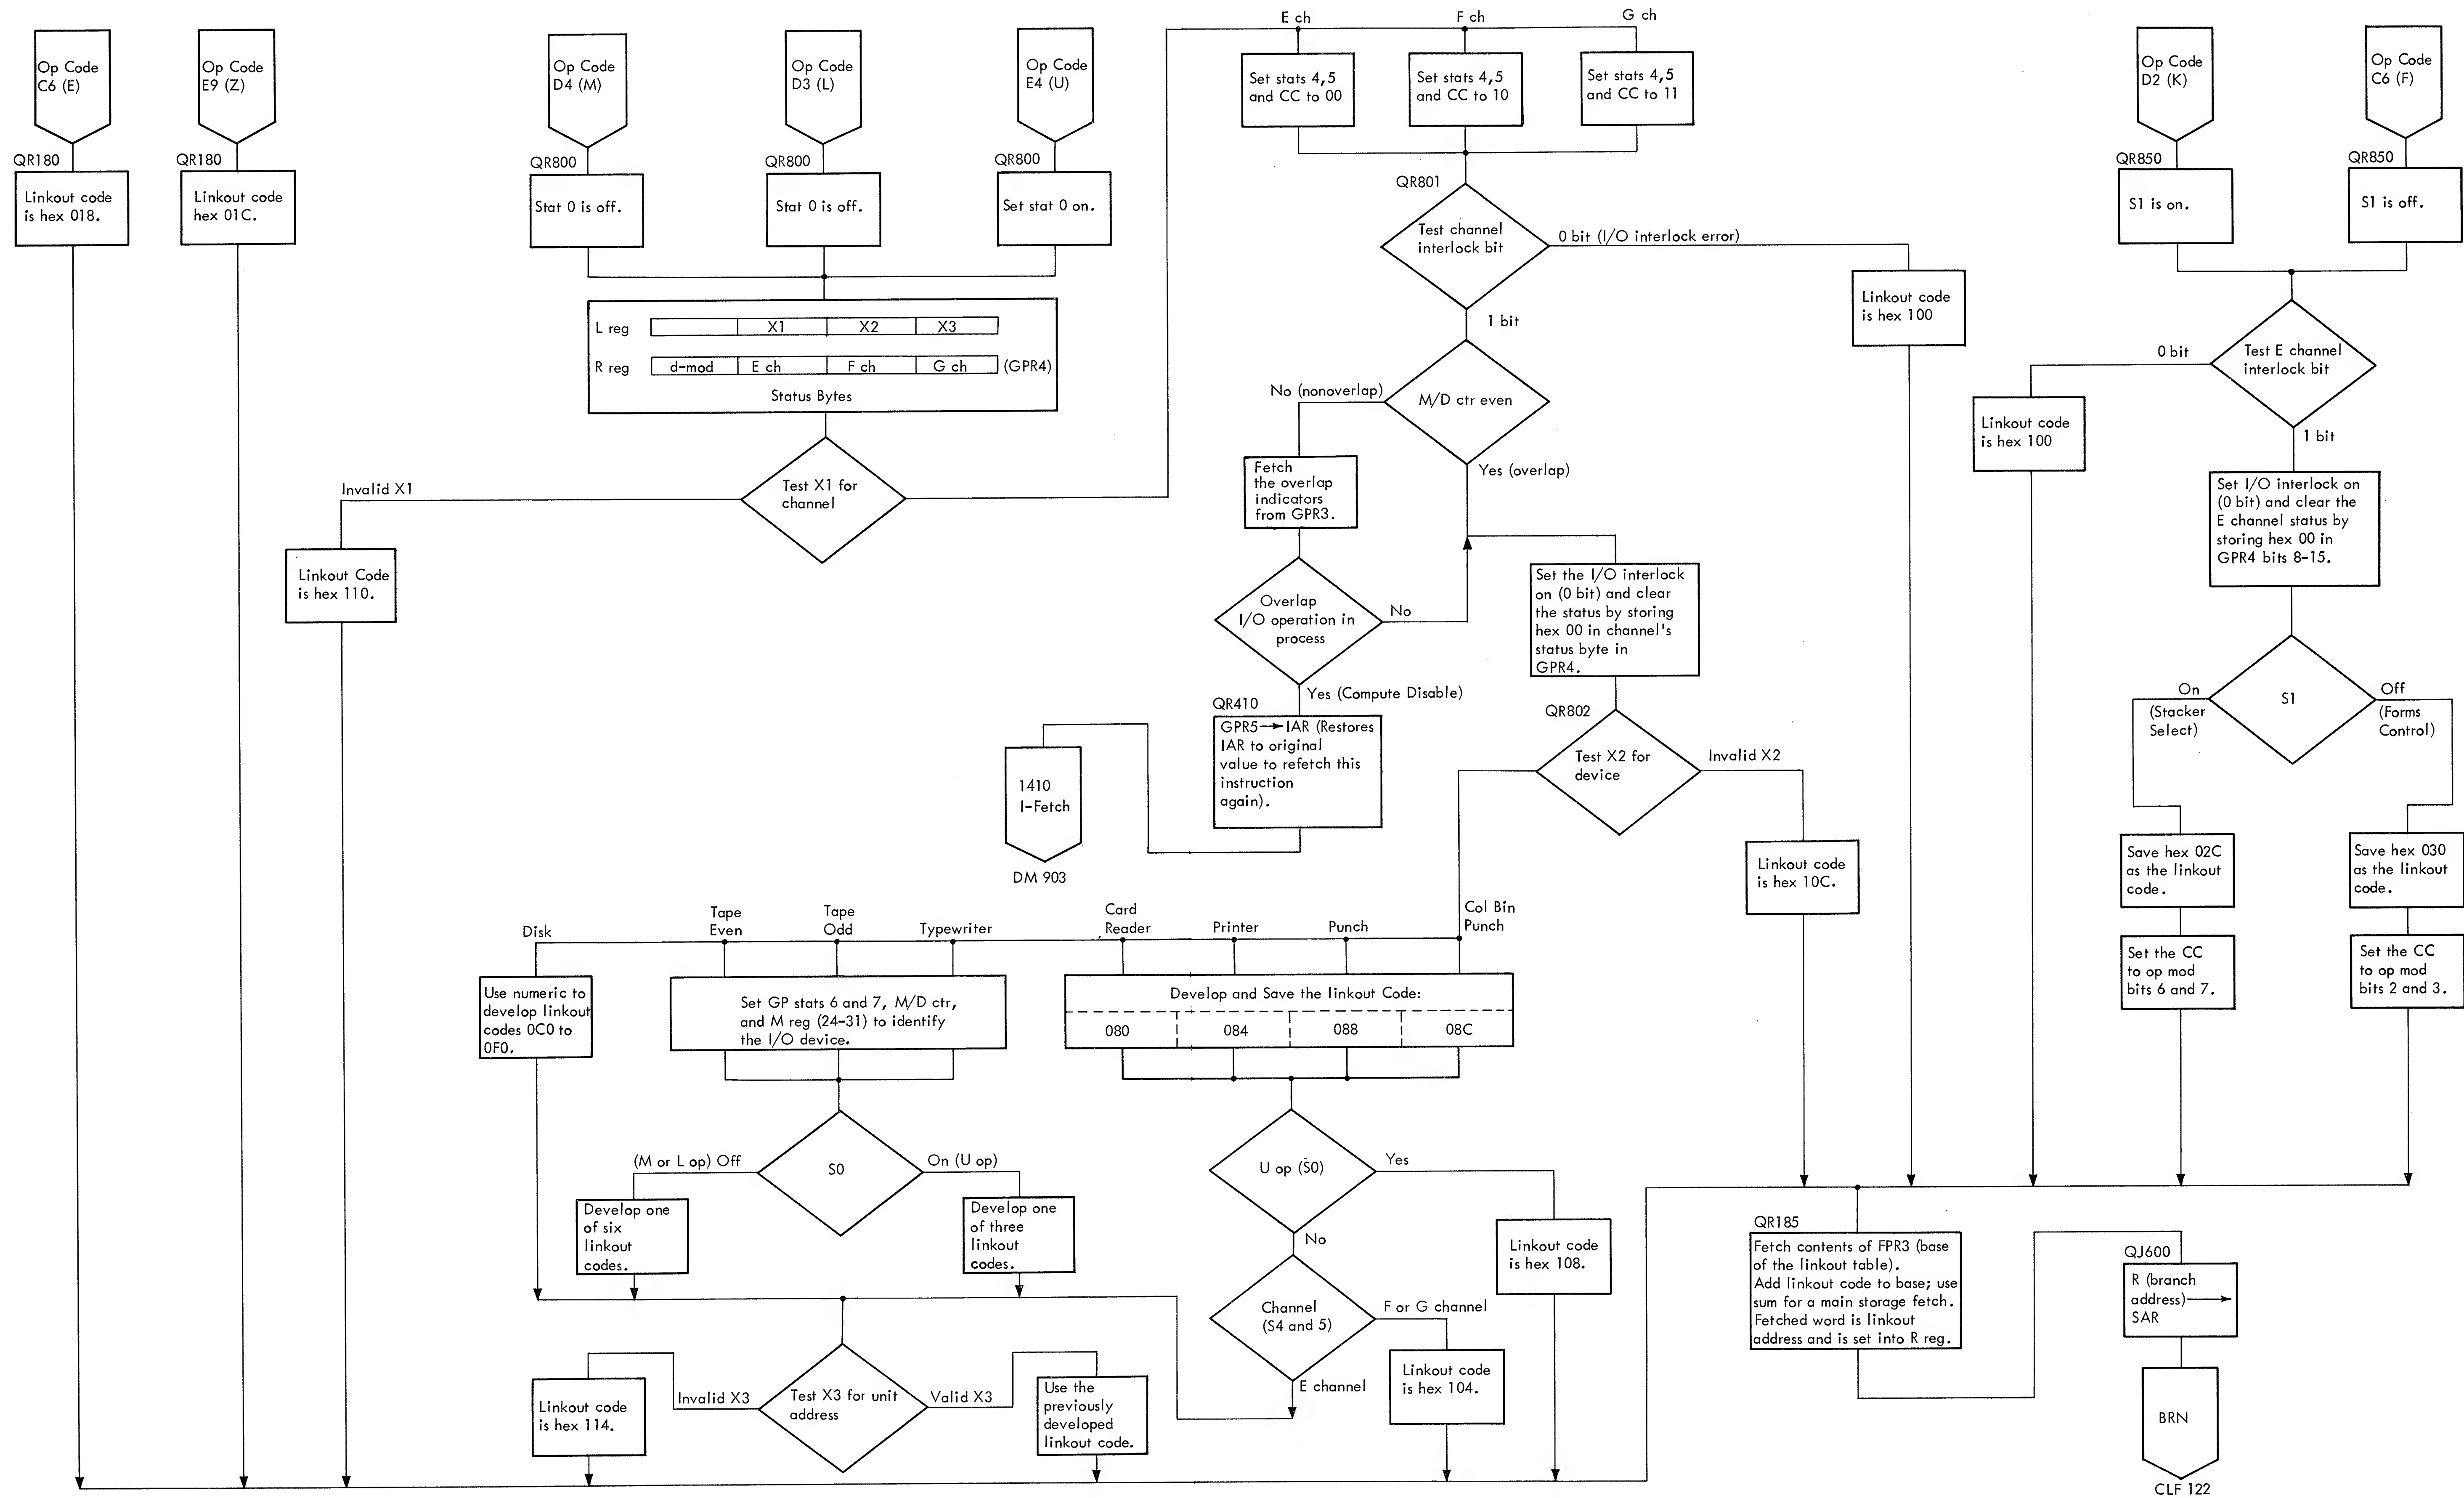 Op Code
C6 (E)
QR180
Linkout code
is hex 018.
Op Code
E9 (Z)
QR180
Linkout code
hex 01C.
Op Code
D4 (M)
QR800
Stat 0 is off.
Op Code
D3 (L)
QR800
Stat 0 is off.
Op Code
E4 (U)
QR800
Set stat 0 on.
L reg
X1
X2
X3
R reg
d-mod
E ch
F ch
G ch
(GPR4)
Status Bytes
Test X1 for
channel
Invalid X1
Linkout Code
is hex 110.
E ch
F ch
G ch
Set stats 4,5
and CC to 00
Set stats 4,5
and CC to 10
Set stats 4,5
and CC to 11
QR801
Test channel
interlock bit
0 bit (I/O interlock error)
Linkout code
is hex 100
1 bit
M/D ctr even
No (nonoverlap)
Yes (overlap)
Fetch
the overlap
indicators
from GPR3.
Overlap
I/O operation in
process
No
Yes (Compute Disable)
QR410
GPR5→IAR (Restores
IAR to original
value to refetch this
instruction
again).
1410
I-Fetch
DM 903
Set the I/O interlock
on (0 bit) and clear
the status by storing
hex 00 in channel's
status byte in
GPR4.
QR802
Test X2 for
device
Invalid X2
Linkout code
is hex 10C.
Disk
Tape
Even
Tape
Odd
Typewriter
Card
Reader
Printer
Punch
Col Bin
Punch
Use numeric to
develop linkout
codes 0C0 to
0F0.
Set GP stats 6 and 7, M/D ctr,
and M reg (24-31) to identify
the I/O device.
Develop and Save the linkout Code:
080
084
088
08C
S0
(M or L op) Off
On (U op)
Develop one
of six
linkout
codes.
Develop one
of three
linkout
codes.
U op (S0)
Yes
No
Linkout code
is hex 108.
Channel
(S4 and 5)
F or G channel
E channel
Linkout code
is hex 104.
Test X3 for unit
address
Invalid X3
Valid X3
Linkout code
is hex 114.
Use the
previously
developed
linkout code.
Op Code
D2 (K)
QR850
S1 is on.
Op Code
C6 (F)
QR850
S1 is off.
Test E channel
interlock bit
0 bit
Linkout code
is hex 100
1 bit
Set I/O interlock on
(0 bit) and clear the
E channel status by
storing hex 00 in
GPR4 bits 8-15.
S1
On
(Stacker
Select)
Off
(Forms
Control)
Save hex 02C
as the linkout
code.
Save hex 030
as the linkout
code.
Set the CC
to op mod
bits 6 and 7.
Set the CC
to op mod
bits 2 and 3.
QR185
Fetch contents of FPR3 (base
of the linkout table).
Add linkout code to base; use
sum for a main storage fetch.
Fetched word is linkout
address and is set into R reg.
QJ600
R (branch
address)→
SAR
BRN
CLF 122